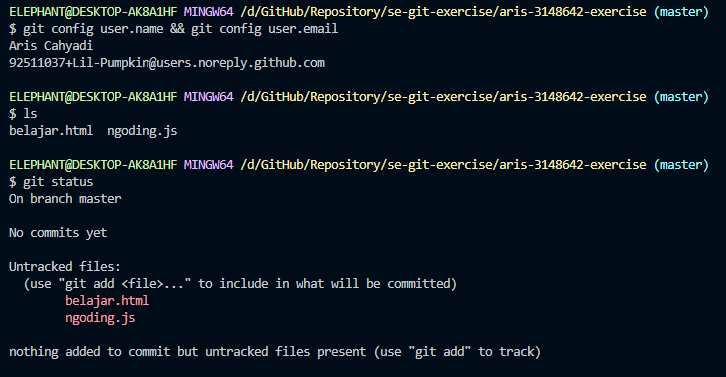 ELEPHANT@DESKTOP-AK8A1HF MINGW64 /d/GitHub/Repository/se-git-exercise/aris-3148642-exercise (master)
$ git config user.name && git config user.email
Aris Cahyadi
92511037+Lil-Pumpkin@users.noreply.github.com
ELEPHANT@DESKTOP-AK8A1HF MINGW64 /d/GitHub/Repository/se-git-exercise/aris-3148642-exercise (master)
$ ls
belajar.html  ngoding.js
ELEPHANT@DESKTOP-AK8A1HF MINGW64 /d/GitHub/Repository/se-git-exercise/aris-3148642-exercise (master)
$ git status
On branch master
No commits yet
Untracked files:
  (use "git add <file>..." to include in what will be committed)
        belajar.html
        ngoding.js
nothing added to commit but untracked files present (use "git add" to track)